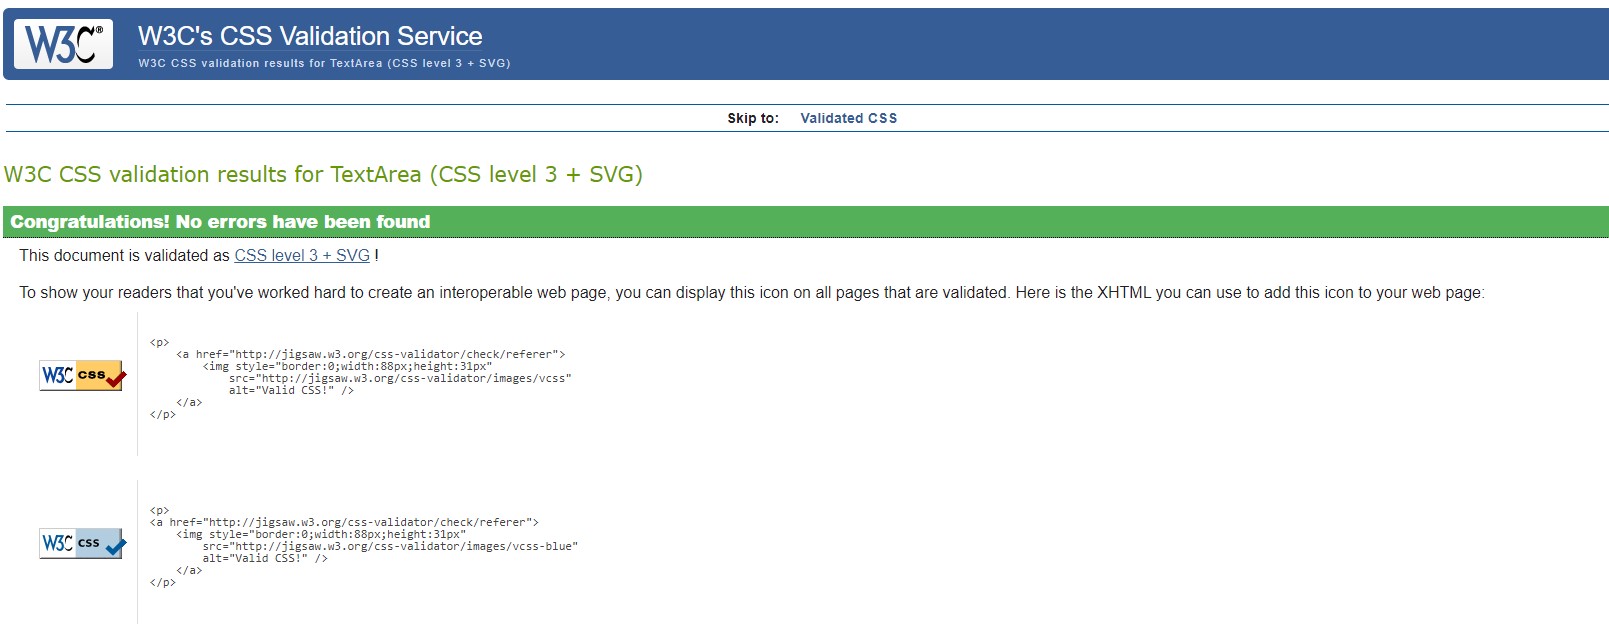 W3C®
W3C's CSS Validation Service
W3C CSS validation results for TextArea (CSS level 3 + SVG)
Skip to: Validated CSS
W3C CSS validation results for TextArea (CSS level 3 + SVG)
Congratulations! No errors have been found
This document is validated as CSS level 3 + SVG !
To show your readers that you've worked hard to create an interoperable web page, you can display this icon on all pages that are validated. Here is the XHTML you can use to add this icon to your web page:
W3C css
<p>
    <a href="http://jigsaw.w3.org/css-validator/check/referer">
        <img style="border:0;width:88px;height:31px"
            src="http://jigsaw.w3.org/css-validator/images/vcss"
            alt="Valid CSS!" />
    </a>
</p>
W3C css
<p>
<a href="http://jigsaw.w3.org/css-validator/check/referer">
    <img style="border:0;width:88px;height:31px"
        src="http://jigsaw.w3.org/css-validator/images/vcss-blue"
        alt="Valid CSS!" />
    </a>
</p>